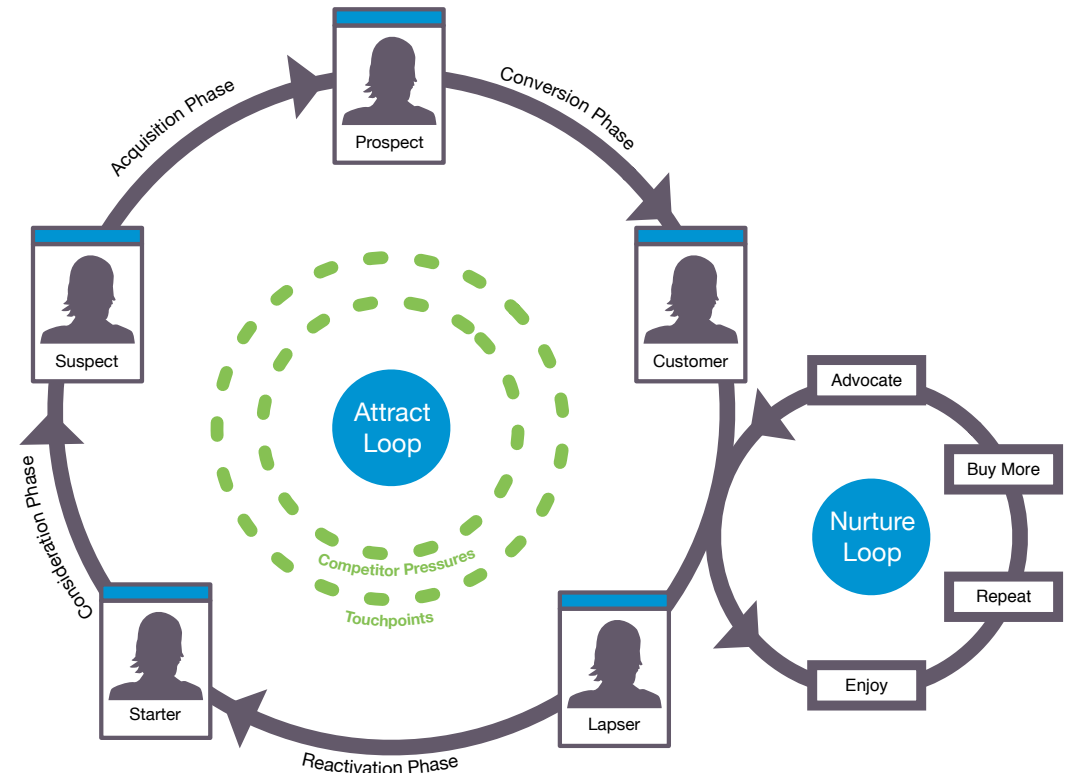 Prospect
Acquisition Phase
Conversion Phase
Suspect
Customer
Attract
Loop
Advocate
Buy More
Nurture
Loop
Repeat
Enjoy
Competitor Pressures
Touchpoints
Consideration Phase
Starter
Lapser
Reactivation Phase